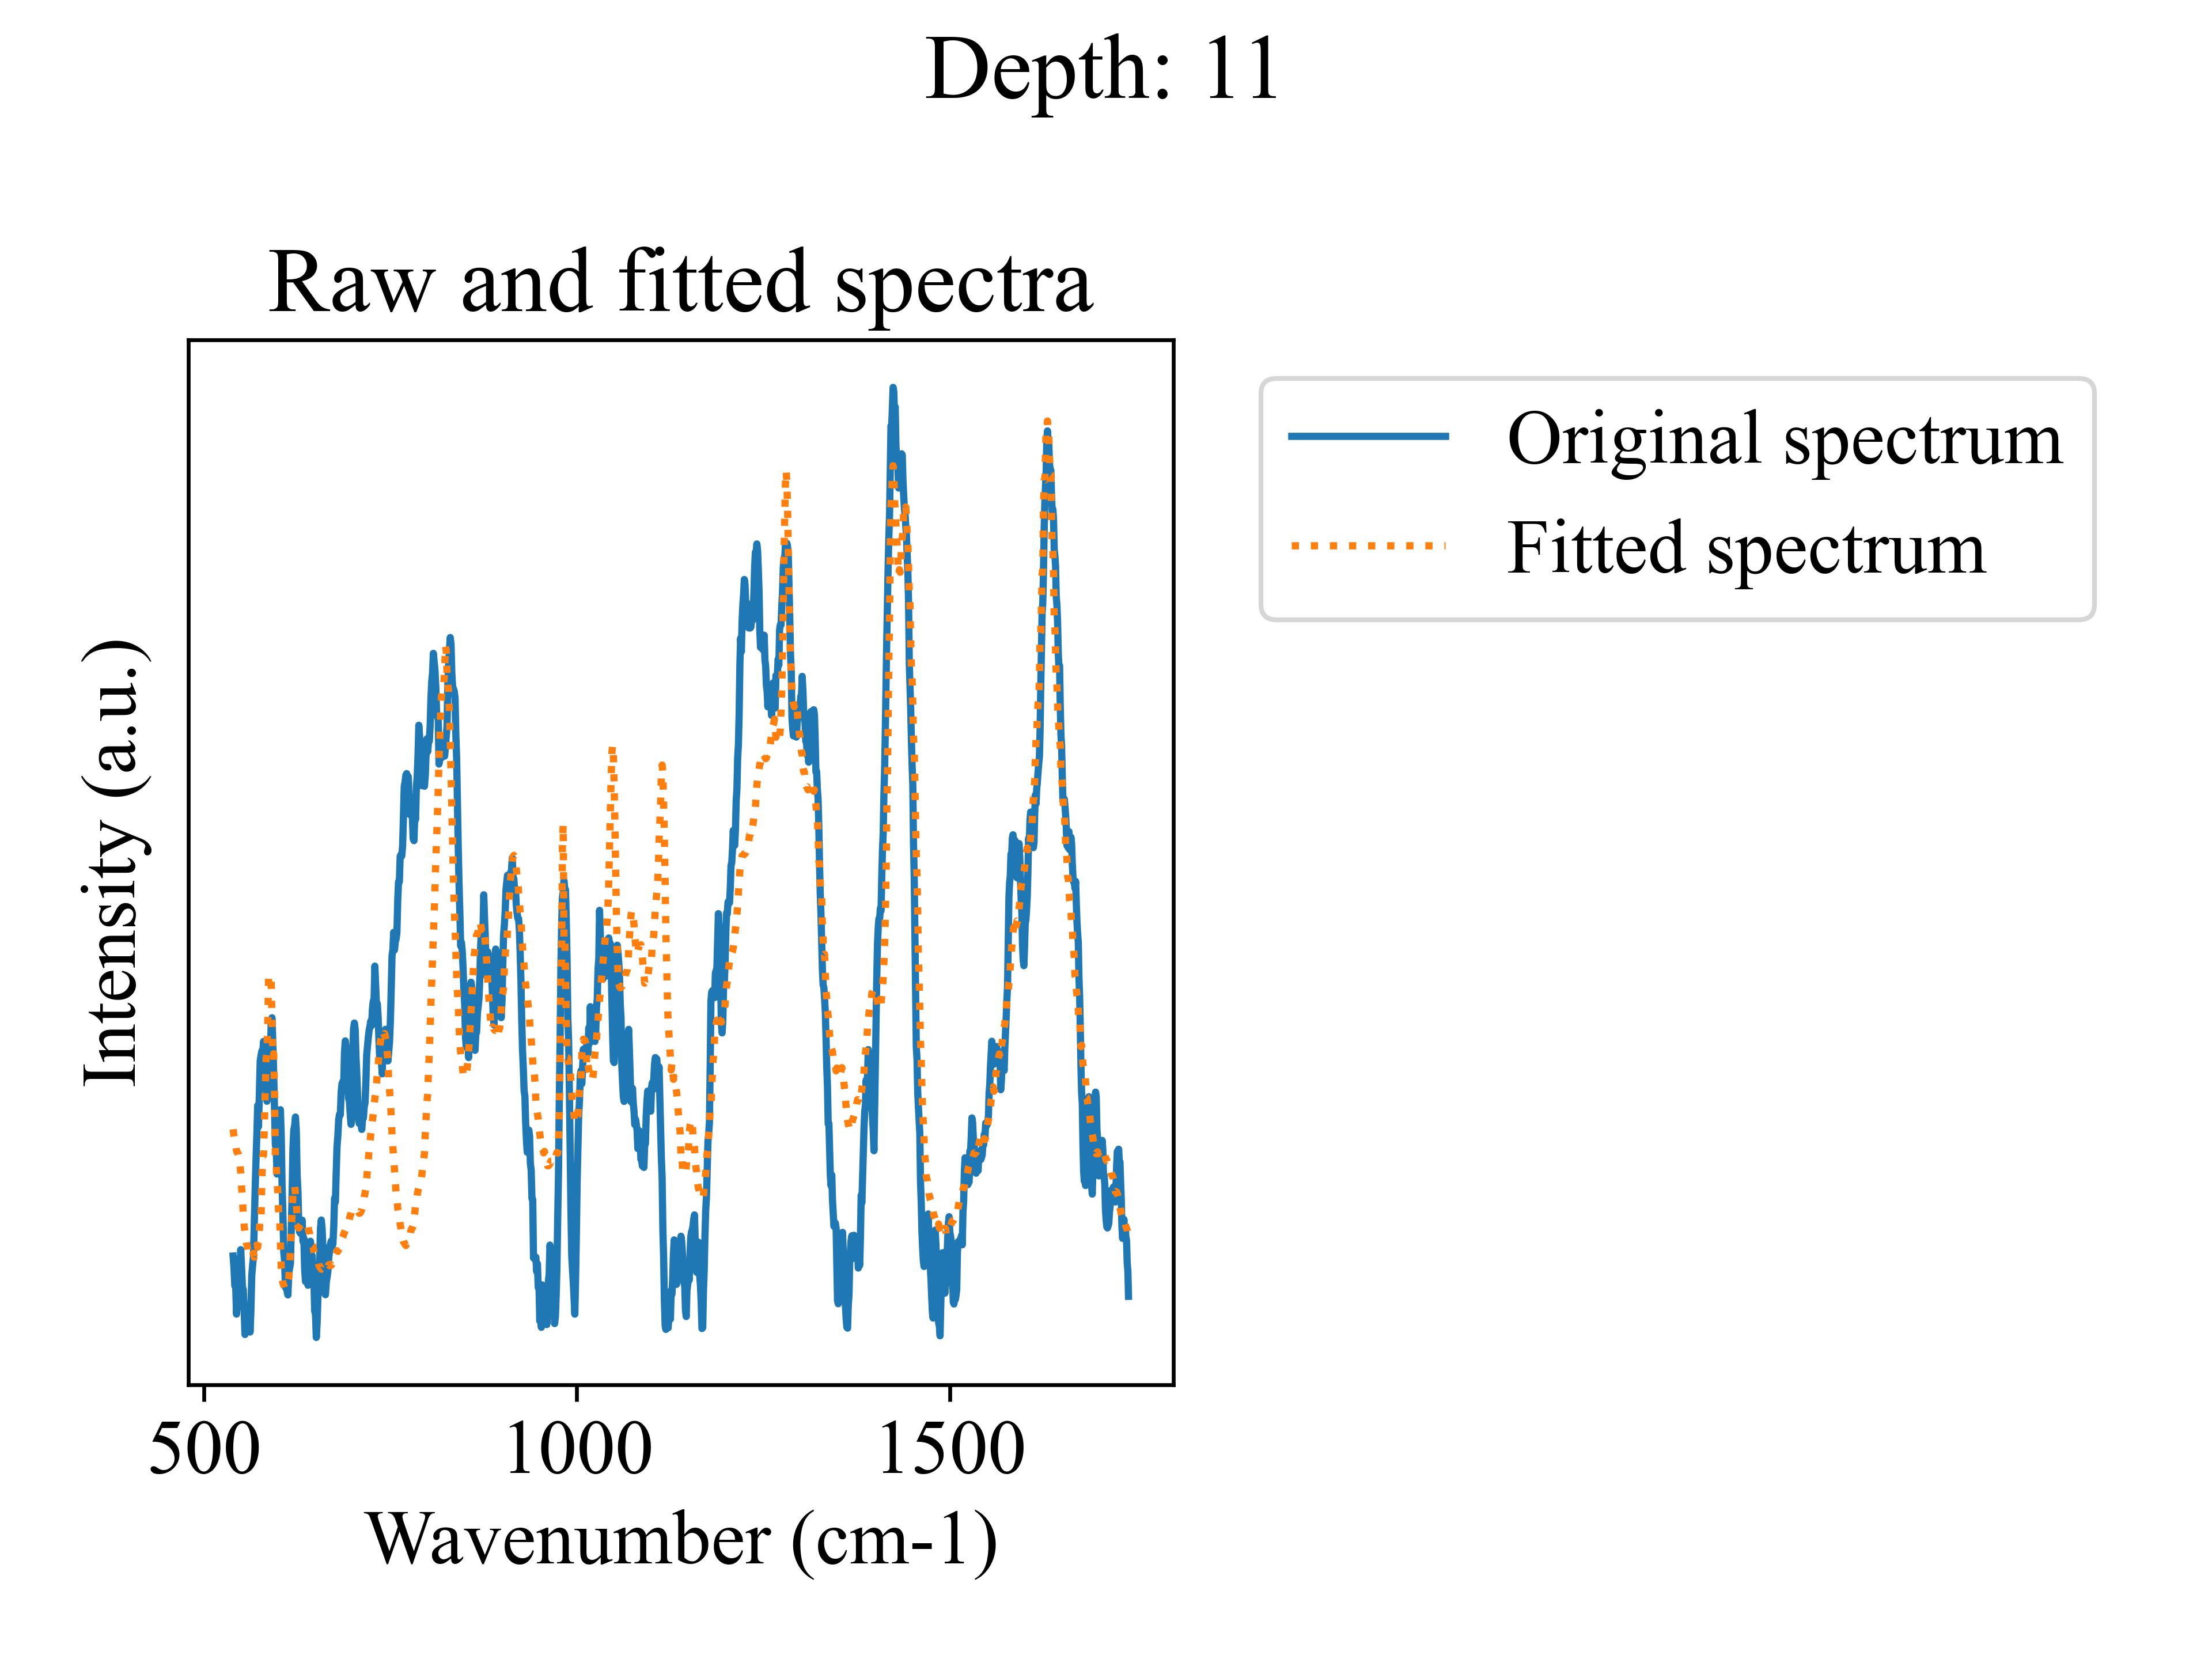 Depth: 11
Raw and fitted spectra
Original spectrum
Fitted spectrum
Intensity (a.u.)
500 1000 1500
Wavenumber (cm-1)